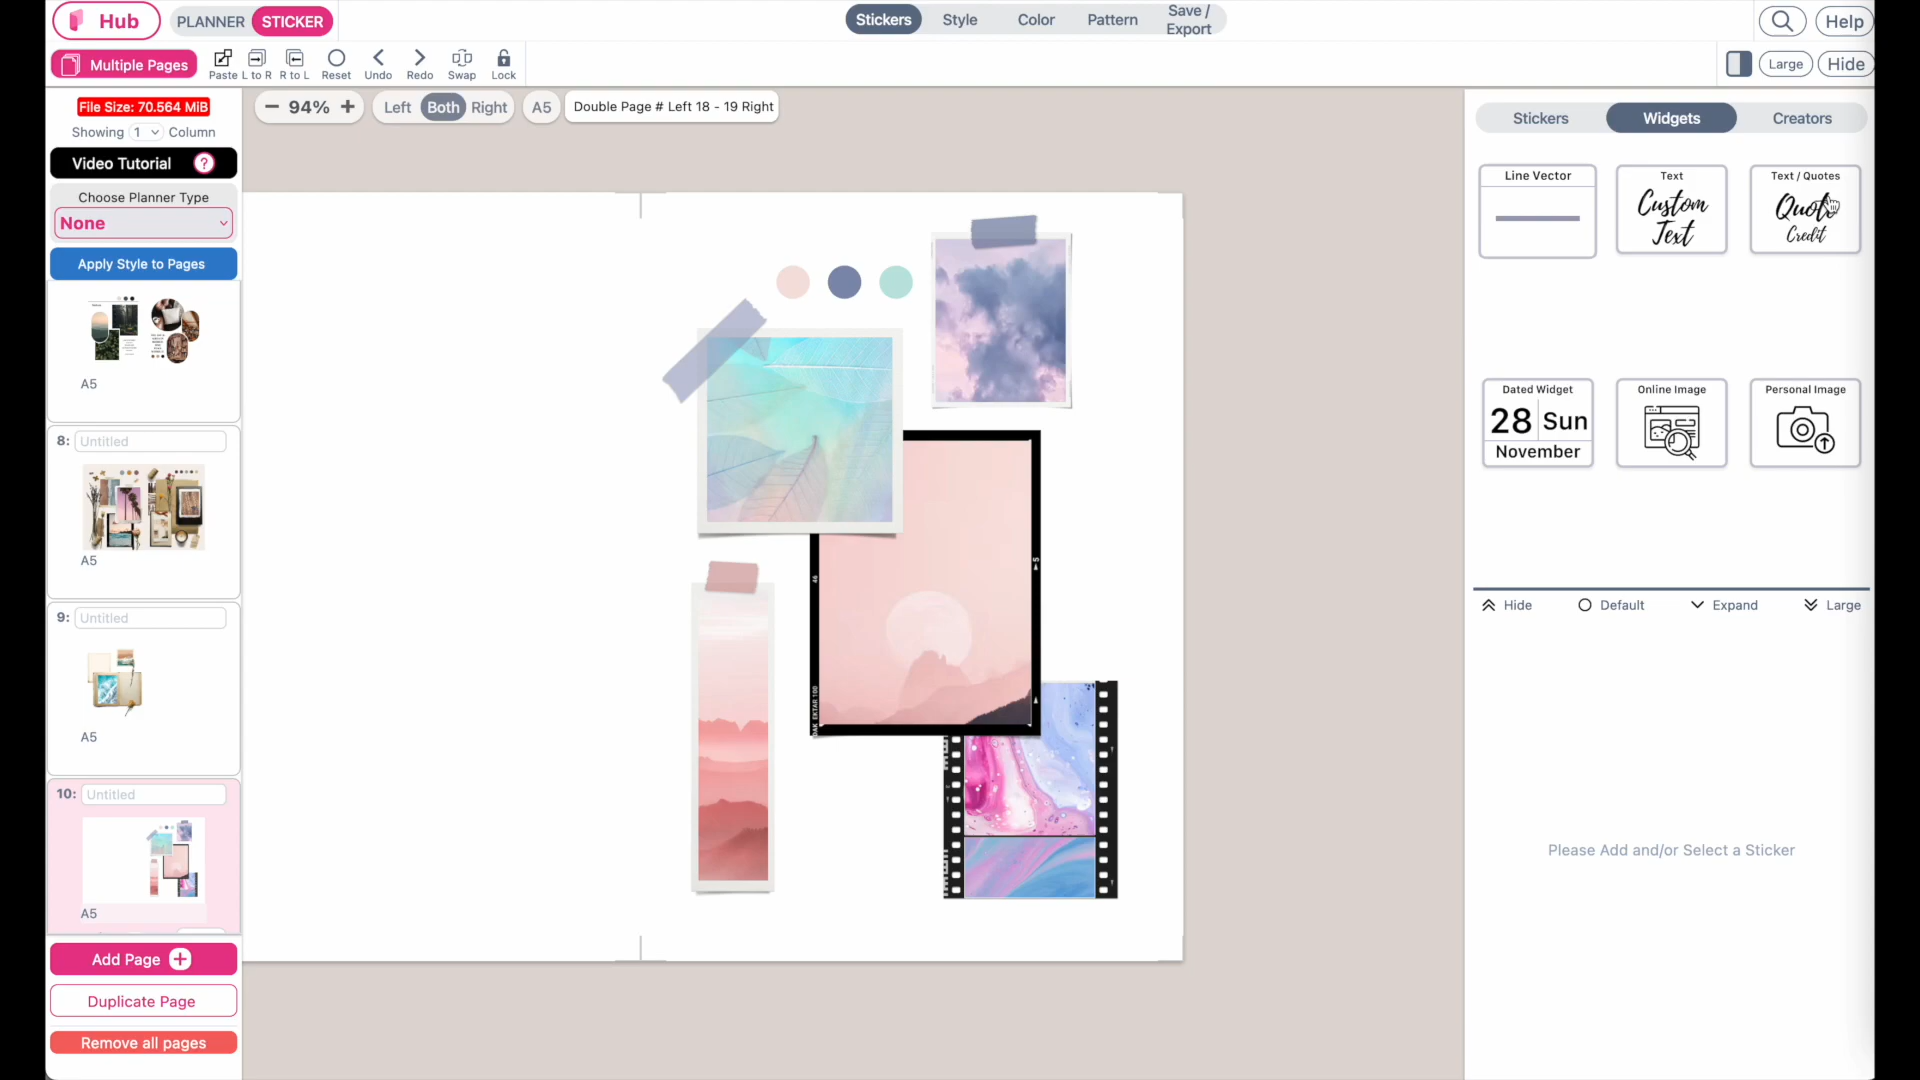 Hub
PLANNER STICKER
Stickers Style Color Pattern Save / Export
Help
Multiple Pages
Paste L to R R to L Reset Undo Redo Swap Lock
Large Hide
File Size: 70.564 MiB
Showing 1 Column
94% Left Both Right A5 Double Page # Left 18 - 19 Right
Video Tutorial ?
Choose Planner Type
None
Apply Style to Pages
A5
8: Untitled
A5
9: Untitled
A5
10: Untitled
A5
Add Page
Duplicate Page
Remove all pages
Stickers Widgets Creators
Line Vector
Text
Custom Text
Text / Quotes
Quote
Credit
Dated Widget
28 Sun
November
Online Image
Personal Image
Hide Default Expand Large
Please Add and/or Select a Sticker